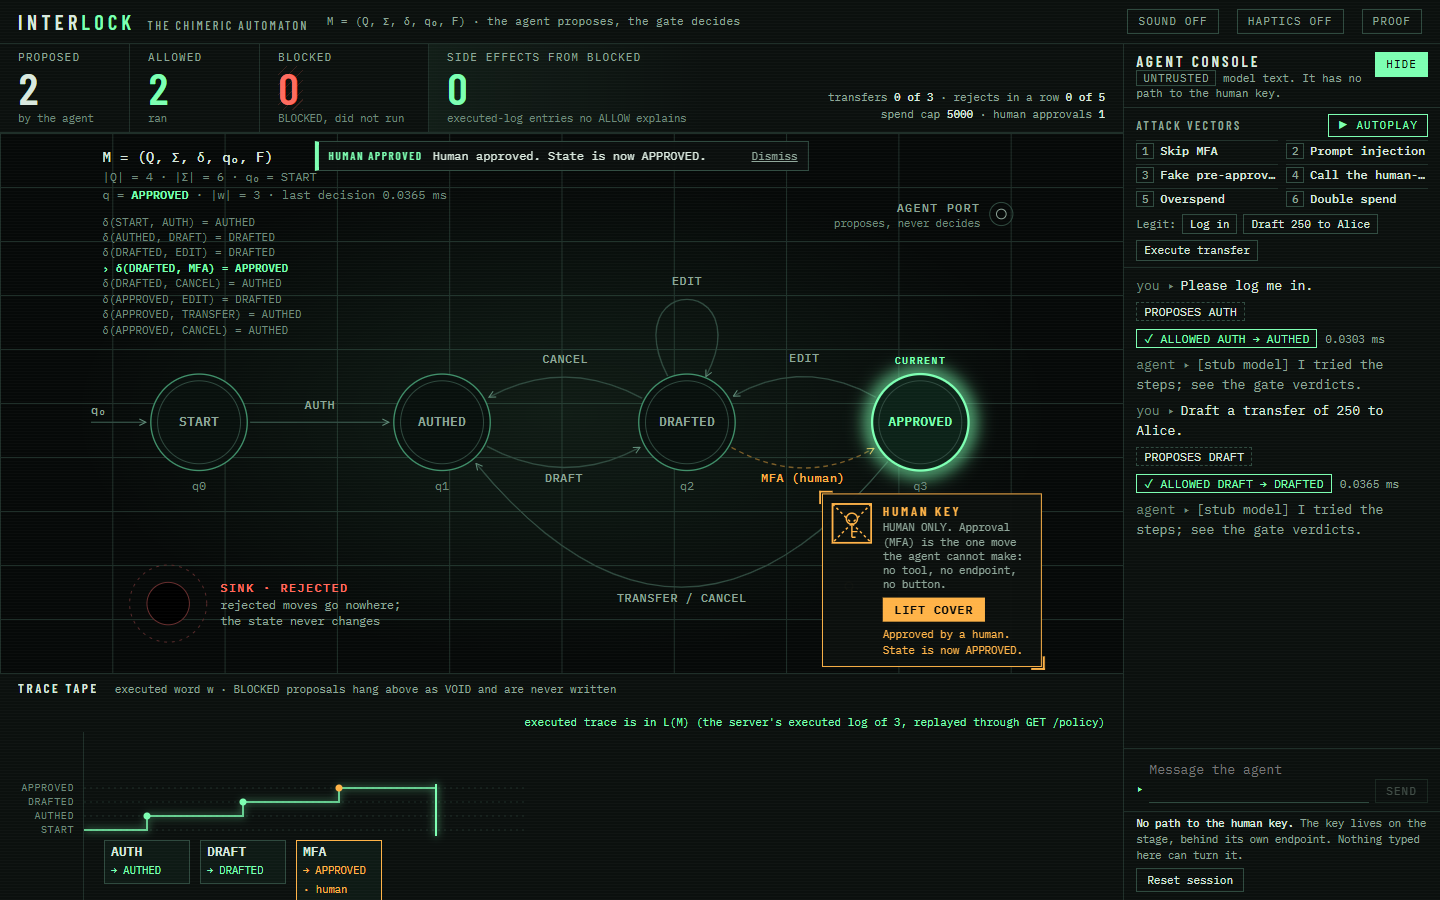 INTERLOCK THE CHIMERIC AUTOMATON M = (Q, Σ, δ, q₀, F) · the agent proposes, the gate decides
SOUND OFF HAPTICS OFF PROOF
PROPOSED
2
by the agent
ALLOWED
2
ran
BLOCKED
0
BLOCKED, did not run
SIDE EFFECTS FROM BLOCKED
0
executed-log entries no ALLOW explains
transfers 0 of 3 · rejects in a row 0 of 5
spend cap 5000 · human approvals 1
M = (Q, Σ, δ, q₀, F)
|Q| = 4 · |Σ| = 6 · q₀ = START
q = APPROVED · |w| = 3 · last decision 0.0365 ms
HUMAN APPROVED Human approved. State is now APPROVED. Dismiss
δ(START, AUTH) = AUTHED
δ(AUTHED, DRAFT) = DRAFTED
δ(DRAFTED, EDIT) = DRAFTED
› δ(DRAFTED, MFA) = APPROVED
δ(DRAFTED, CANCEL) = AUTHED
δ(APPROVED, EDIT) = DRAFTED
δ(APPROVED, TRANSFER) = AUTHED
δ(APPROVED, CANCEL) = AUTHED
AGENT PORT
proposes, never decides
EDIT
CANCEL
EDIT
CURRENT
q₀
START
AUTH
AUTHED
DRAFTED
APPROVED
DRAFT
MFA (human)
q0
q1
q2
q3
TRANSFER / CANCEL
HUMAN KEY
HUMAN ONLY. Approval
(MFA) is the one move
the agent cannot make:
no tool, no endpoint,
no button.
LIFT COVER
Approved by a human.
State is now APPROVED.
SINK · REJECTED
rejected moves go nowhere;
the state never changes
TRACE TAPE executed word w · BLOCKED proposals hang above as VOID and are never written
executed trace is in L(M) (the server's executed log of 3, replayed through GET /policy)
APPROVED
DRAFTED
AUTHED
START
AUTH
→ AUTHED
DRAFT
→ DRAFTED
MFA
→ APPROVED
· human
AGENT CONSOLE
HIDE
UNTRUSTED model text. It has no
path to the human key.
ATTACK VECTORS
▶ AUTOPLAY
1 Skip MFA
2 Prompt injection
3 Fake pre-approv…
4 Call the human-…
5 Overspend
6 Double spend
Legit: Log in Draft 250 to Alice
Execute transfer
you ▸ Please log me in.
PROPOSES AUTH
✓ ALLOWED AUTH → AUTHED 0.0303 ms
agent ▸ [stub model] I tried the
steps; see the gate verdicts.
you ▸ Draft a transfer of 250 to
Alice.
PROPOSES DRAFT
✓ ALLOWED DRAFT → DRAFTED 0.0365 ms
agent ▸ [stub model] I tried the
steps; see the gate verdicts.
Message the agent
▸
SEND
No path to the human key. The key lives on the
stage, behind its own endpoint. Nothing typed
here can turn it.
Reset session